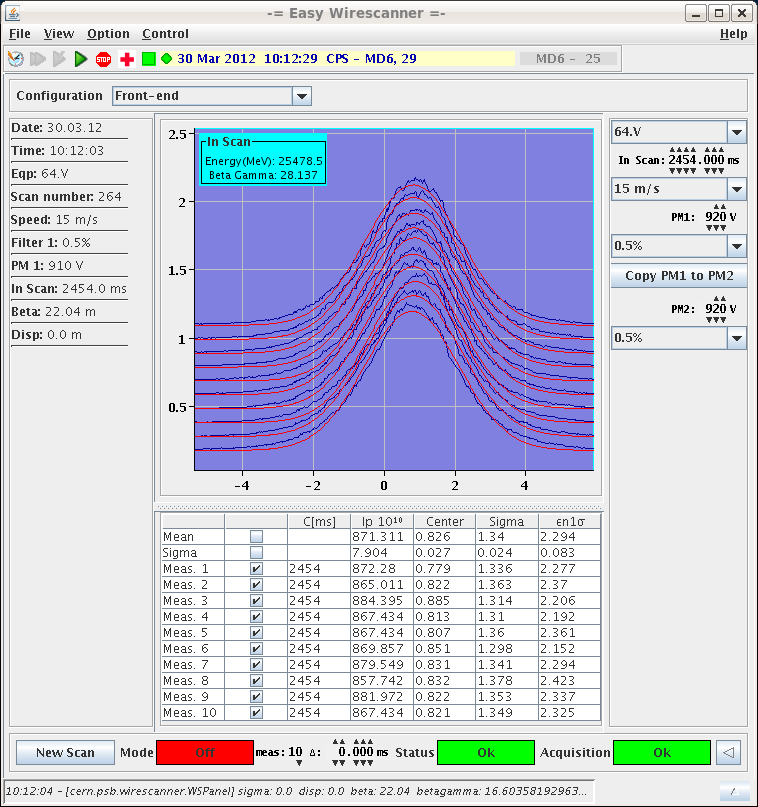 -= Easy Wirescanner =-
File View Option Control Help
STOP 30 Mar 2012 10:12:29 CPS - MD6, 29 MD6 - 25
Configuration Front-end
Date: 30.03.12
Time: 10:12:03
Eqp: 64.V
Scan number: 264
Speed: 15 m/s
Filter 1: 0.5%
PM 1: 910 V
In Scan: 2454.0 ms
Beta: 22.04 m
Disp: 0.0 m
In Scan
Energy(MeV): 25478.5
Beta Gamma: 28.137
2.5
2
1.5
1
0.5
-4 -2 0 2 4
64.V
In Scan: 2454.000 ms
15 m/s
PM1: 920 V
0.5%
Copy PM1 to PM2
PM2: 920 V
0.5%
C[ms] Ip 10¹⁰ Center Sigma εn1σ
Mean 871.311 0.826 1.34 2.294
Sigma 7.904 0.027 0.024 0.083
Meas. 1 2454 872.28 0.779 1.336 2.277
Meas. 2 2454 865.011 0.822 1.363 2.37
Meas. 3 2454 884.395 0.885 1.314 2.206
Meas. 4 2454 867.434 0.813 1.31 2.192
Meas. 5 2454 867.434 0.807 1.36 2.361
Meas. 6 2454 869.857 0.851 1.298 2.152
Meas. 7 2454 879.549 0.831 1.341 2.294
Meas. 8 2454 857.742 0.832 1.378 2.423
Meas. 9 2454 881.972 0.822 1.353 2.337
Meas. 10 2454 867.434 0.821 1.349 2.325
New Scan Mode Off meas: 10 Δ: 0.000 ms Status Ok Acquisition Ok
10:12:04 - [cern.psb.wirescanner.WSPanel] sigma: 0.0 disp: 0.0 beta: 22.04 betagamma: 16.60358192963...